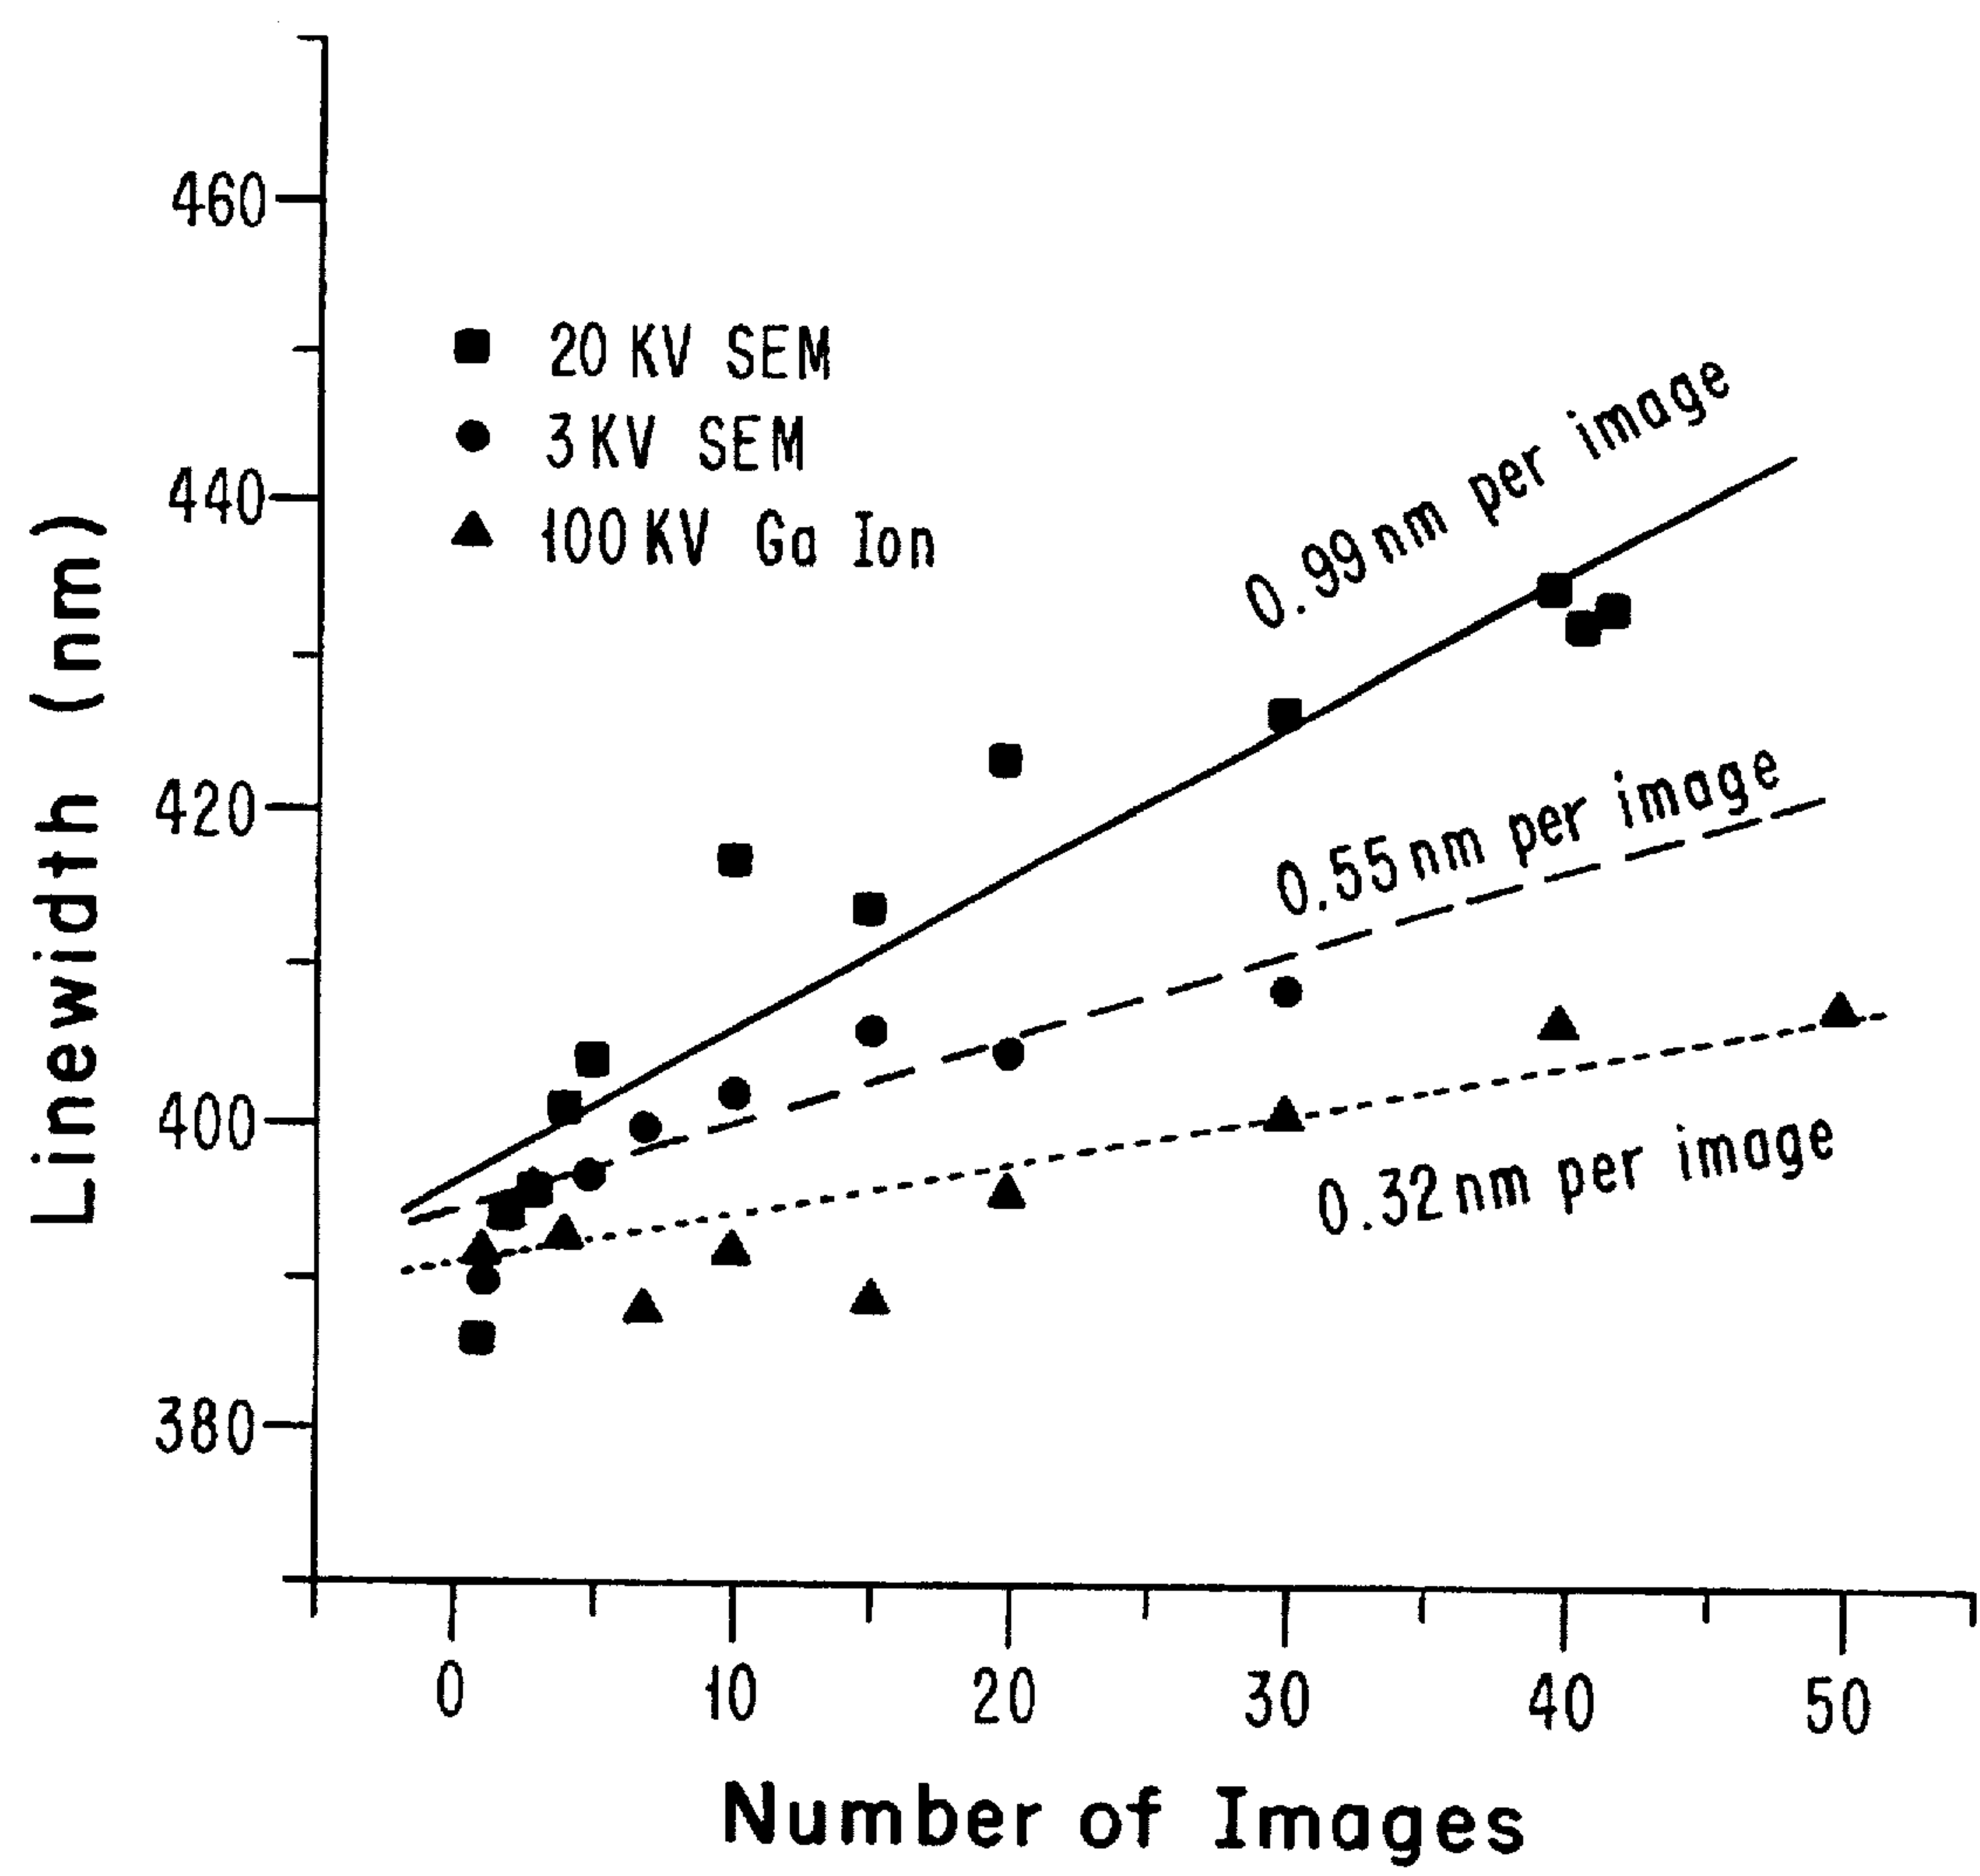 Linewidth (nm)
460
440
420
400
380
20 KV SEM
3 KV SEM
100 KV Ga Ion
0.99 nm per image
0.55 nm per image
0.32 nm per image
0 10 20 30 40 50
Number of Images